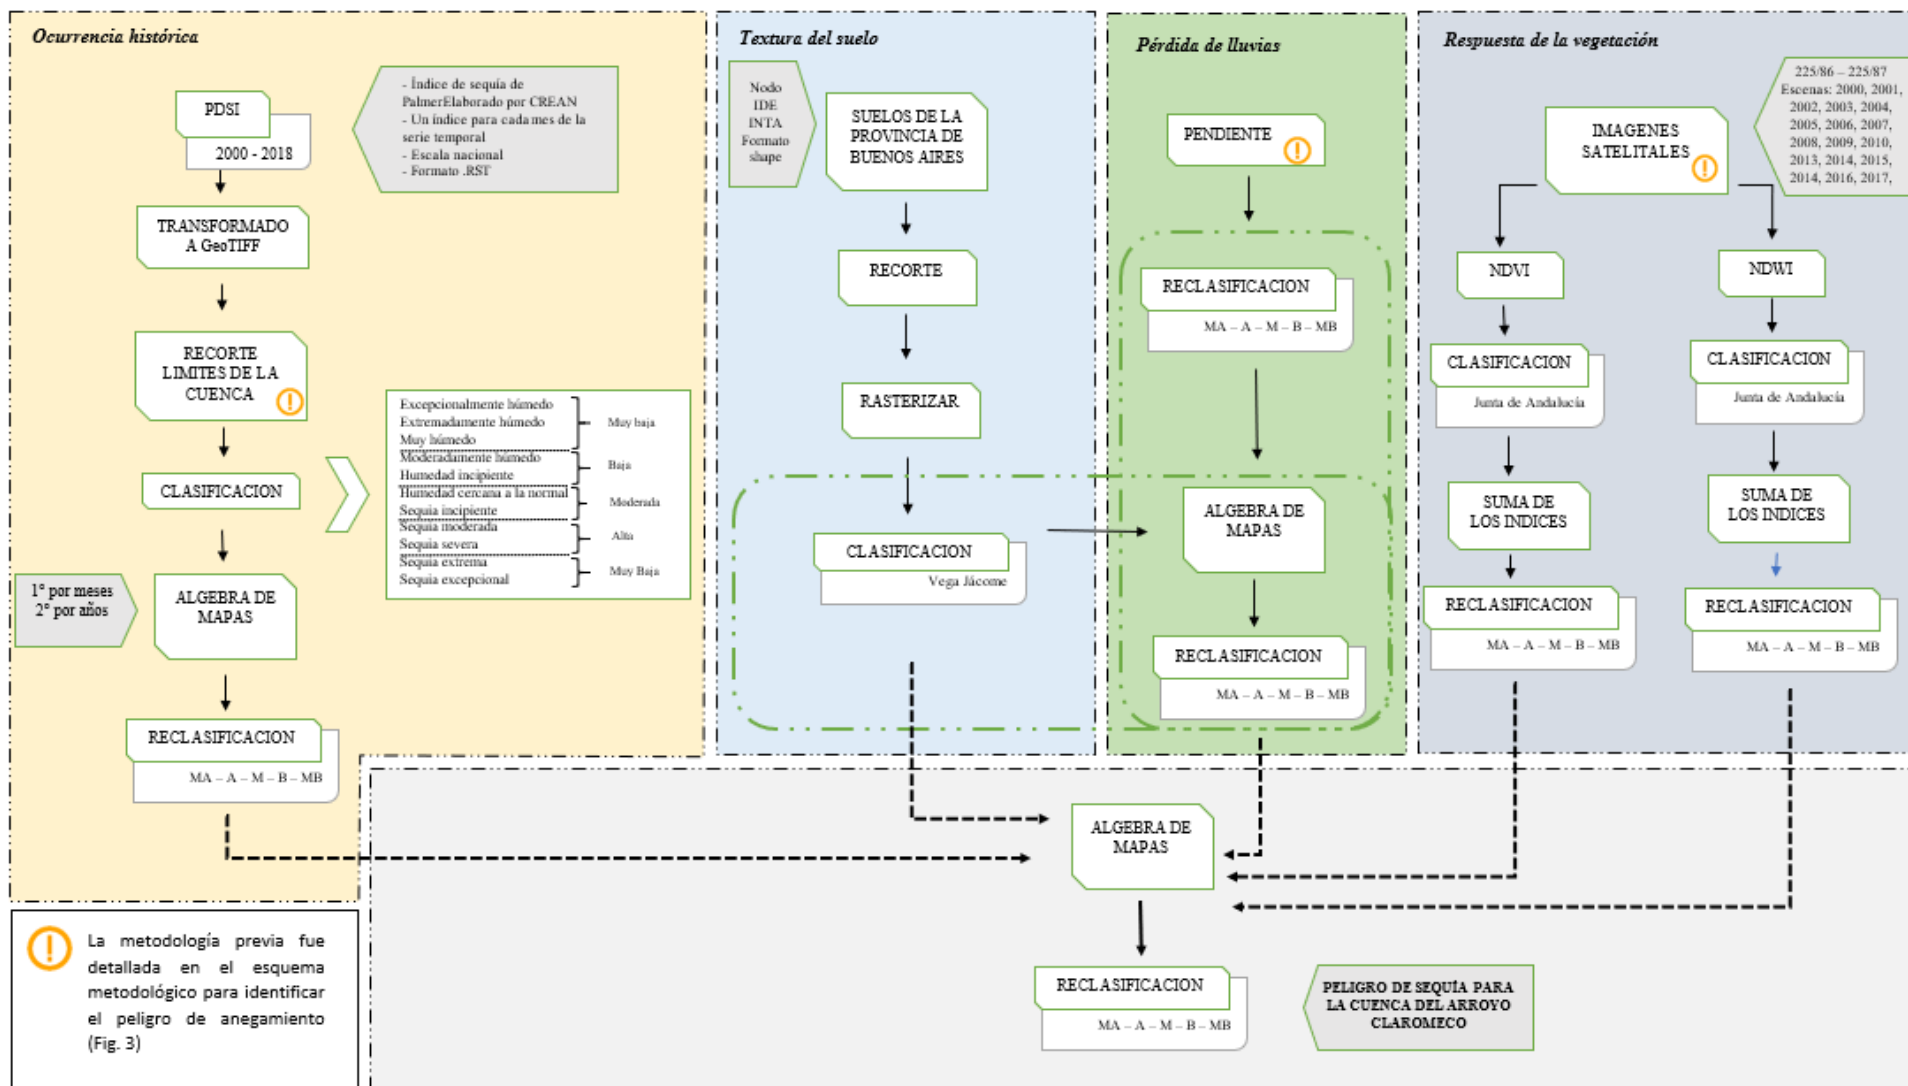 Ocurrencia histórica
PDSI
2000 - 2018
- Índice de sequía de
PalmerElaborado por CREAN
- Un índice para cada mes de la
serie temporal
- Escala nacional
- Formato .RST
TRANSFORMADO
A GeoTIFF
RECORTE
LIMITES DE LA
CUENCA
CLASIFICACION
Excepcionalmente húmedo
Extremadamente húmedo
Muy húmedo
Muy baja
Moderadamente húmedo
Humedad incipiente
Baja
Humedad cercana a la normal
Sequia incipiente
Moderada
Sequia moderada
Sequia severa
Alta
Sequia extrema
Sequia excepcional
Muy Baja
1° por meses
2° por años
ALGEBRA DE
MAPAS
RECLASIFICACION
MA – A – M – B – MB
Textura del suelo
Nodo
IDE
INTA
Formato
shape
SUELOS DE LA
PROVINCIA DE
BUENOS AIRES
RECORTE
RASTERIZAR
CLASIFICACION
Vega Jácome
Pérdida de lluvias
PENDIENTE
RECLASIFICACION
MA – A – M – B – MB
ALGEBRA DE
MAPAS
RECLASIFICACION
MA – A – M – B – MB
Respuesta de la vegetación
IMAGENES
SATELITALES
225/86 – 225/87
Escenas: 2000, 2001,
2002, 2003, 2004,
2005, 2006, 2007,
2008, 2009, 2010,
2013, 2014, 2015,
2014, 2016, 2017,
NDVI
CLASIFICACION
Junta de Andalucía
SUMA DE
LOS INDICES
RECLASIFICACION
MA – A – M – B – MB
NDWI
CLASIFICACION
Junta de Andalucía
SUMA DE
LOS INDICES
RECLASIFICACION
MA – A – M – B – MB
ALGEBRA DE
MAPAS
RECLASIFICACION
MA – A – M – B – MB
PELIGRO DE SEQUÍA PARA
LA CUENCA DEL ARROYO
CLAROMECO
La metodología previa fue
detallada en el esquema
metodológico para identificar
el peligro de anegamiento
(Fig. 3)